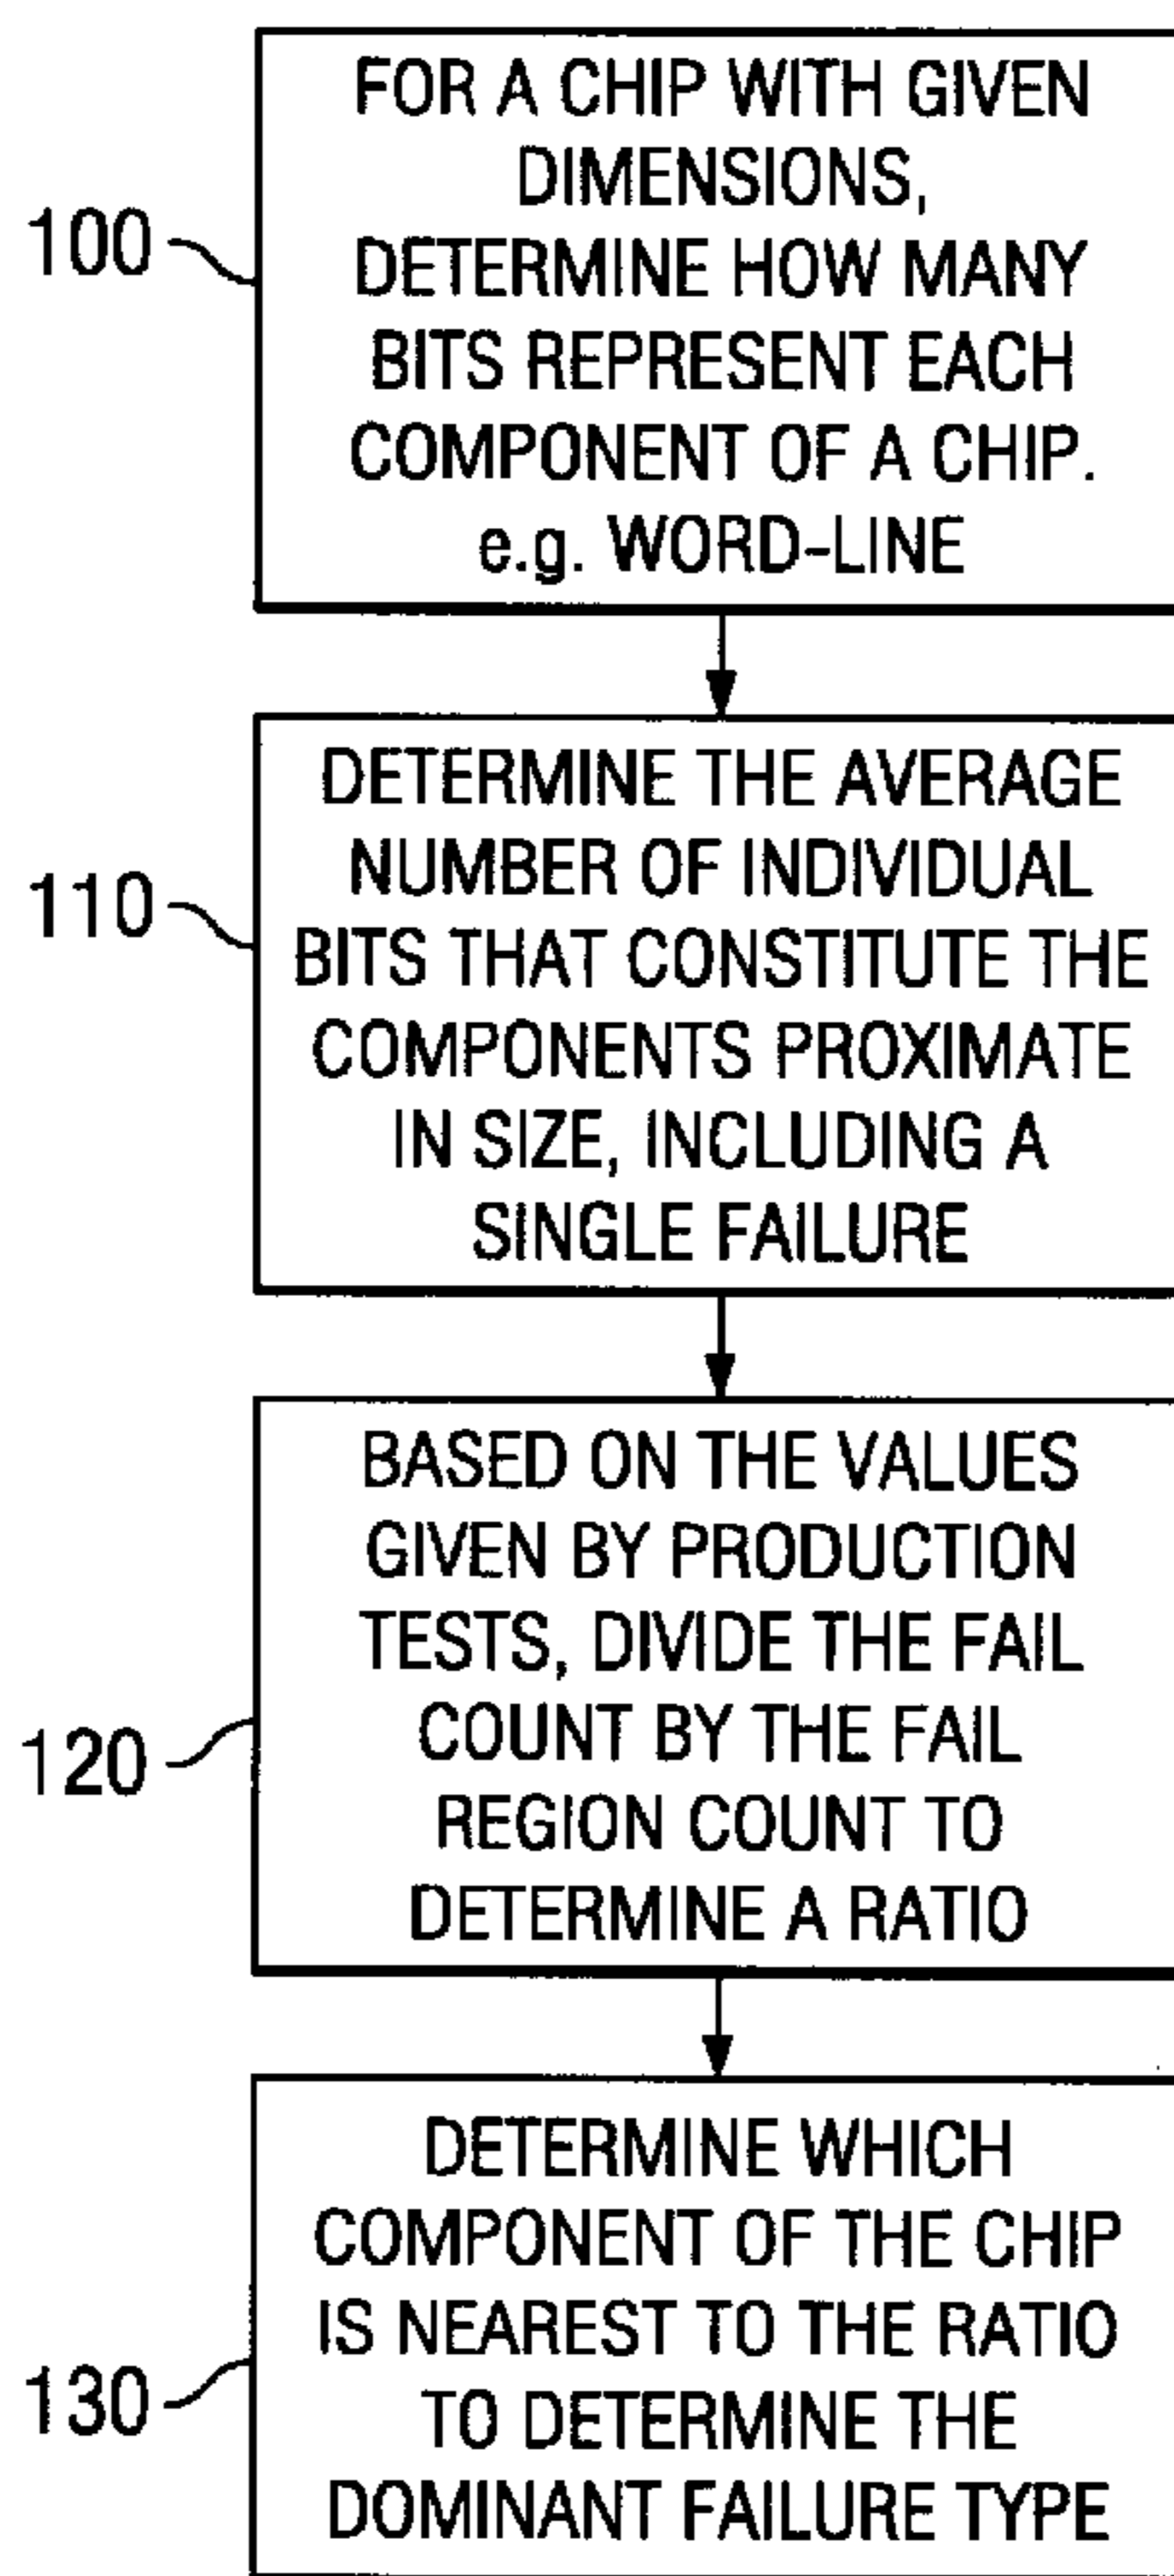 FOR A CHIP WITH GIVEN
DIMENSIONS,
DETERMINE HOW MANY
BITS REPRESENT EACH
COMPONENT OF A CHIP.
e.g. WORD-LINE
100
DETERMINE THE AVERAGE
NUMBER OF INDIVIDUAL
BITS THAT CONSTITUTE THE
COMPONENTS PROXIMATE
IN SIZE, INCLUDING A
SINGLE FAILURE
110
BASED ON THE VALUES
GIVEN BY PRODUCTION
TESTS, DIVIDE THE FAIL
COUNT BY THE FAIL
REGION COUNT TO
DETERMINE A RATIO
120
DETERMINE WHICH
COMPONENT OF THE CHIP
IS NEAREST TO THE RATIO
TO DETERMINE THE
DOMINANT FAILURE TYPE
130